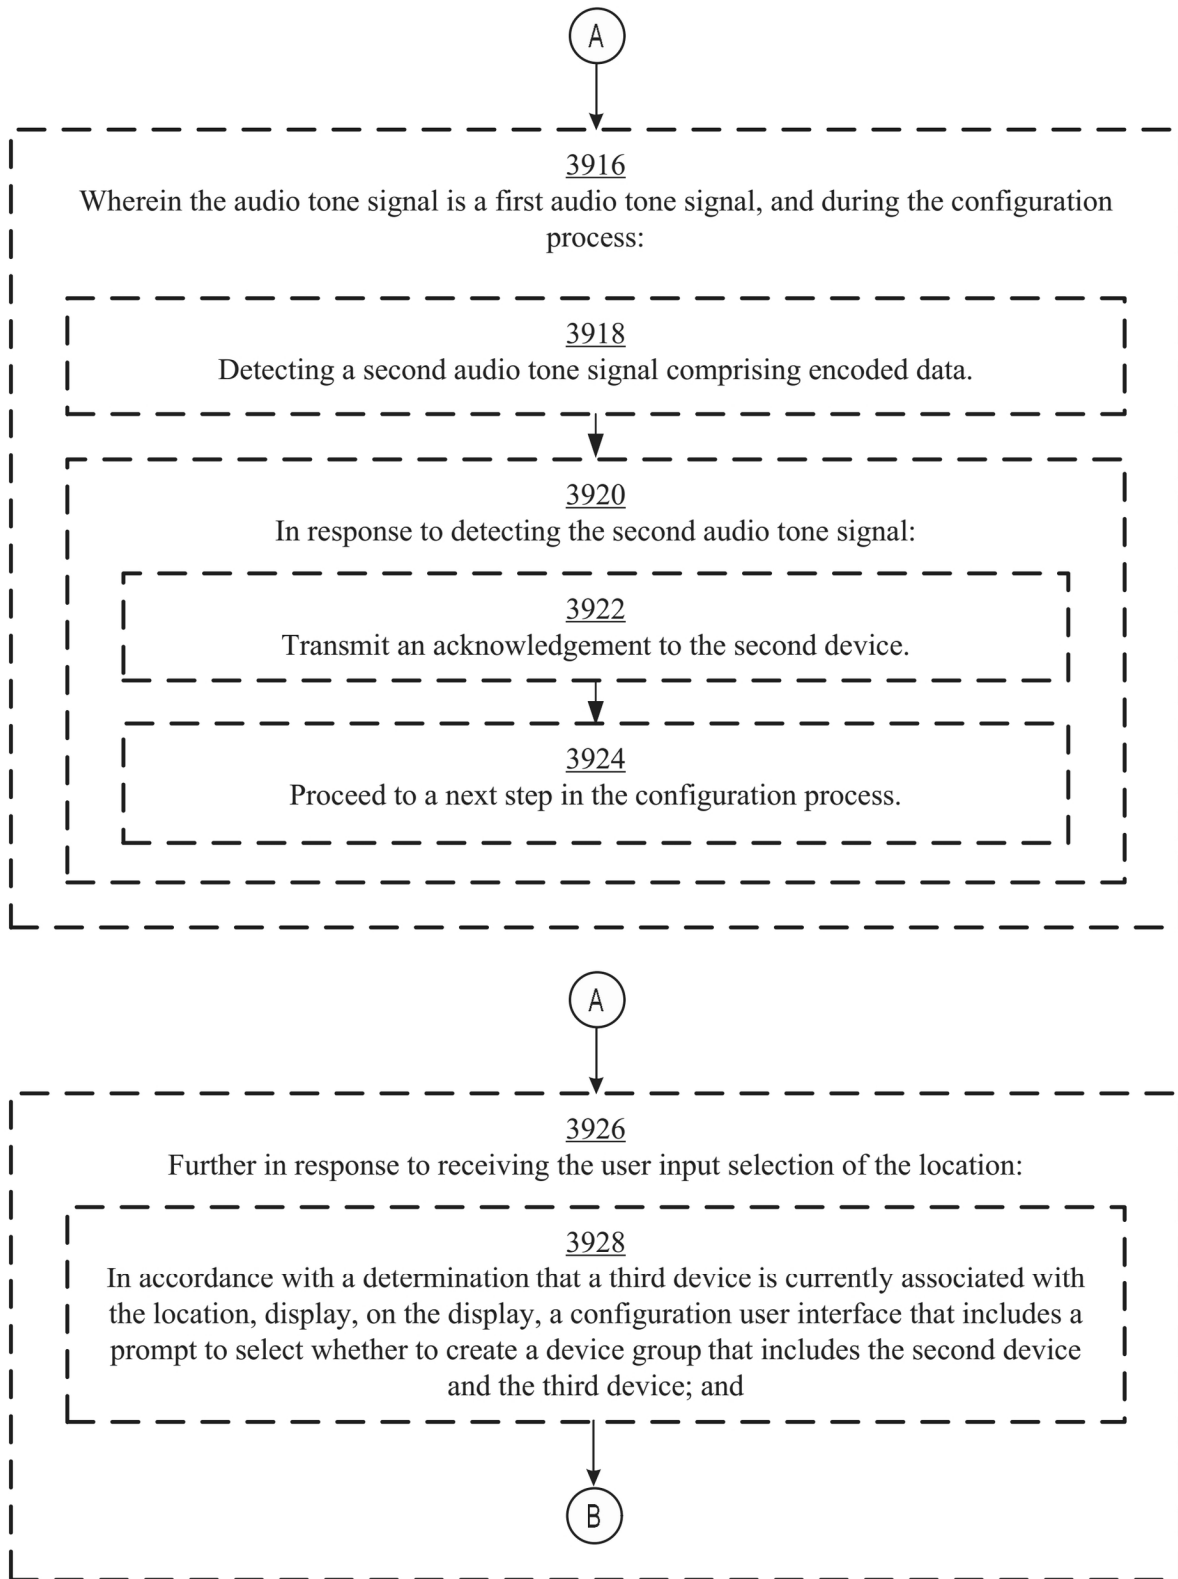 A
3916
Wherein the audio tone signal is a first audio tone signal, and during the configuration
process:
3918
Detecting a second audio tone signal comprising encoded data.
3920
In response to detecting the second audio tone signal:
3922
Transmit an acknowledgement to the second device.
3924
Proceed to a next step in the configuration process.
A
3926
Further in response to receiving the user input selection of the location:
3928
In accordance with a determination that a third device is currently associated with
the location, display, on the display, a configuration user interface that includes a
prompt to select whether to create a device group that includes the second device
and the third device; and
B